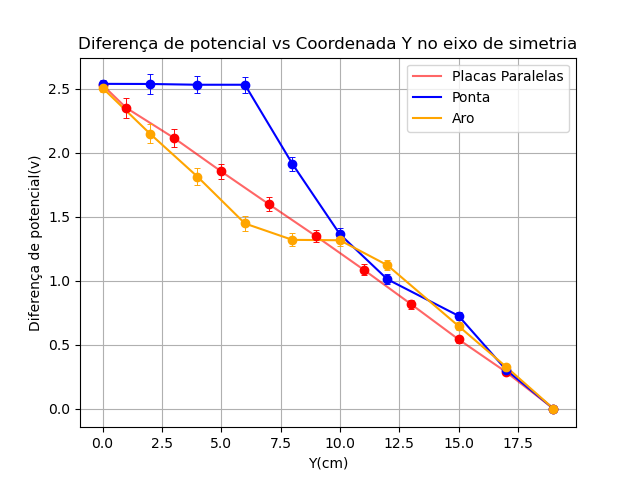 Diferença de potencial vs Coordenada Y no eixo de simetria
Placas Paralelas
Ponta
Aro
Diferença de potencial(v)
2.5
2.0
1.5
1.0
0.5
0.0
0.0 2.5 5.0 7.5 10.0 12.5 15.0 17.5
Y(cm)